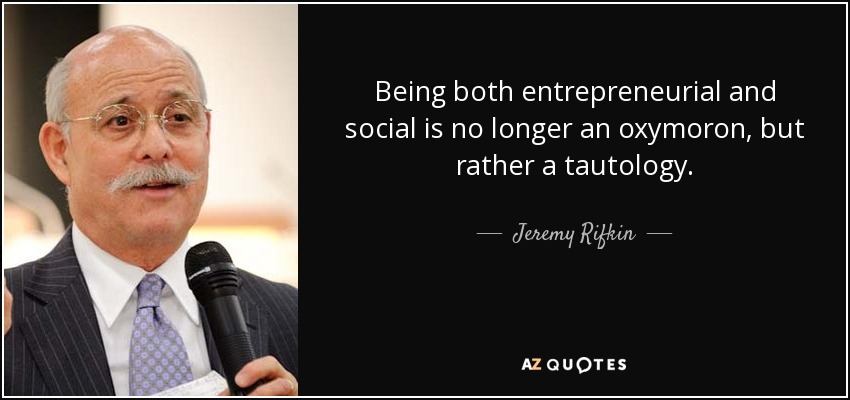 Being both entrepreneurial and
social is no longer an oxymoron, but
rather a tautology.
Jeremy Rifkin
AZ QUOTES